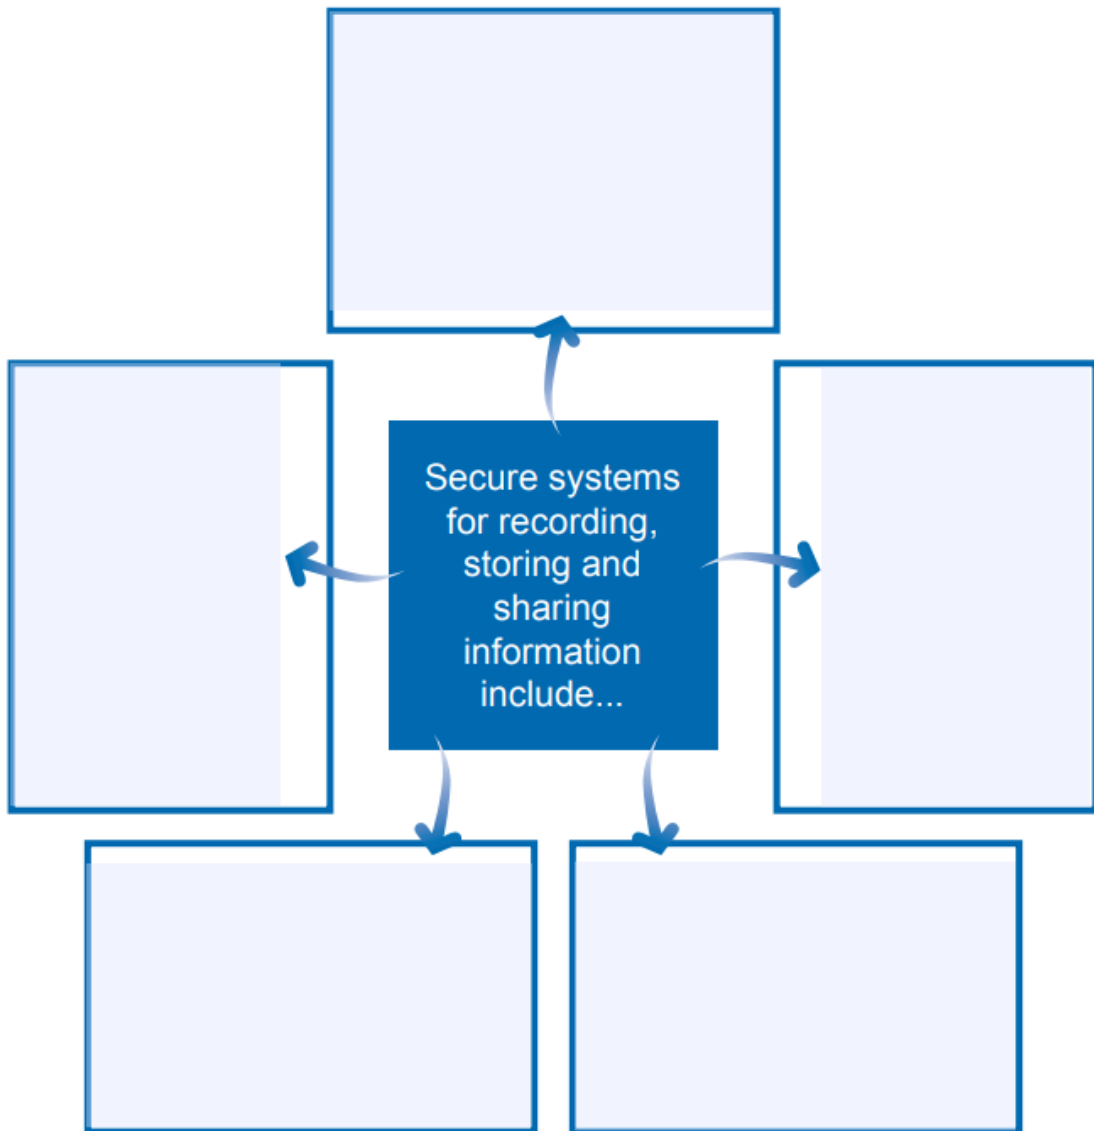 Secure systems
for recording,
storing and
sharing
information
include...